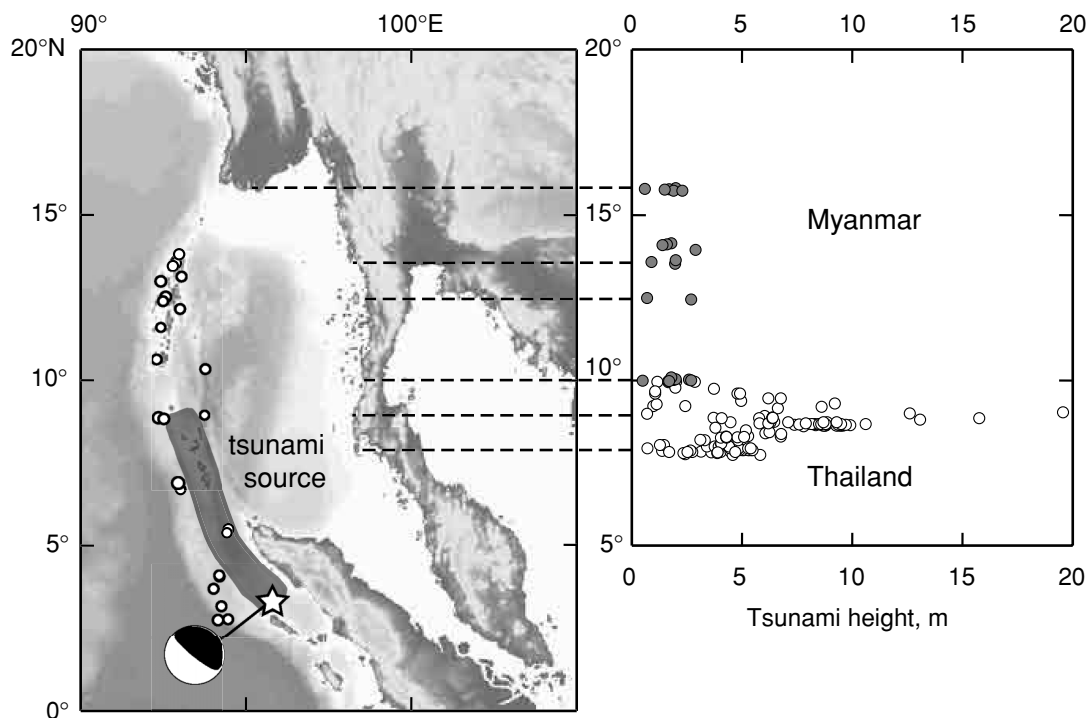 90° 100°E 0 5 10 15 20
20°N 20°
15° 15°
Myanmar
10° 10°
tsunami
source
Thailand
5° 5°
0 5 10 15 20
Tsunami height, m
0°